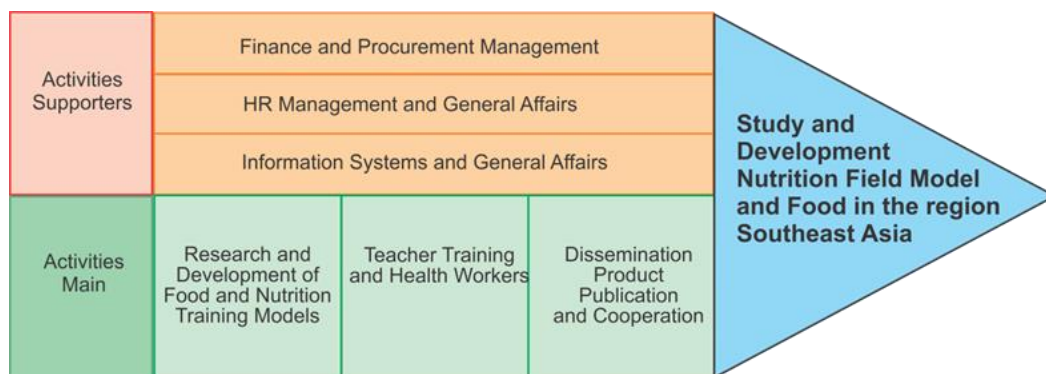 Activities
Supporters
Finance and Procurement Management
HR Management and General Affairs
Information Systems and General Affairs
Study and
Development
Nutrition Field Model
and Food in the region
Southeast Asia
Activities
Main
Research and
Development of
Food and Nutrition
Training Models
Teacher Training
and Health Workers
Dissemination
Product
Publication
and Cooperation